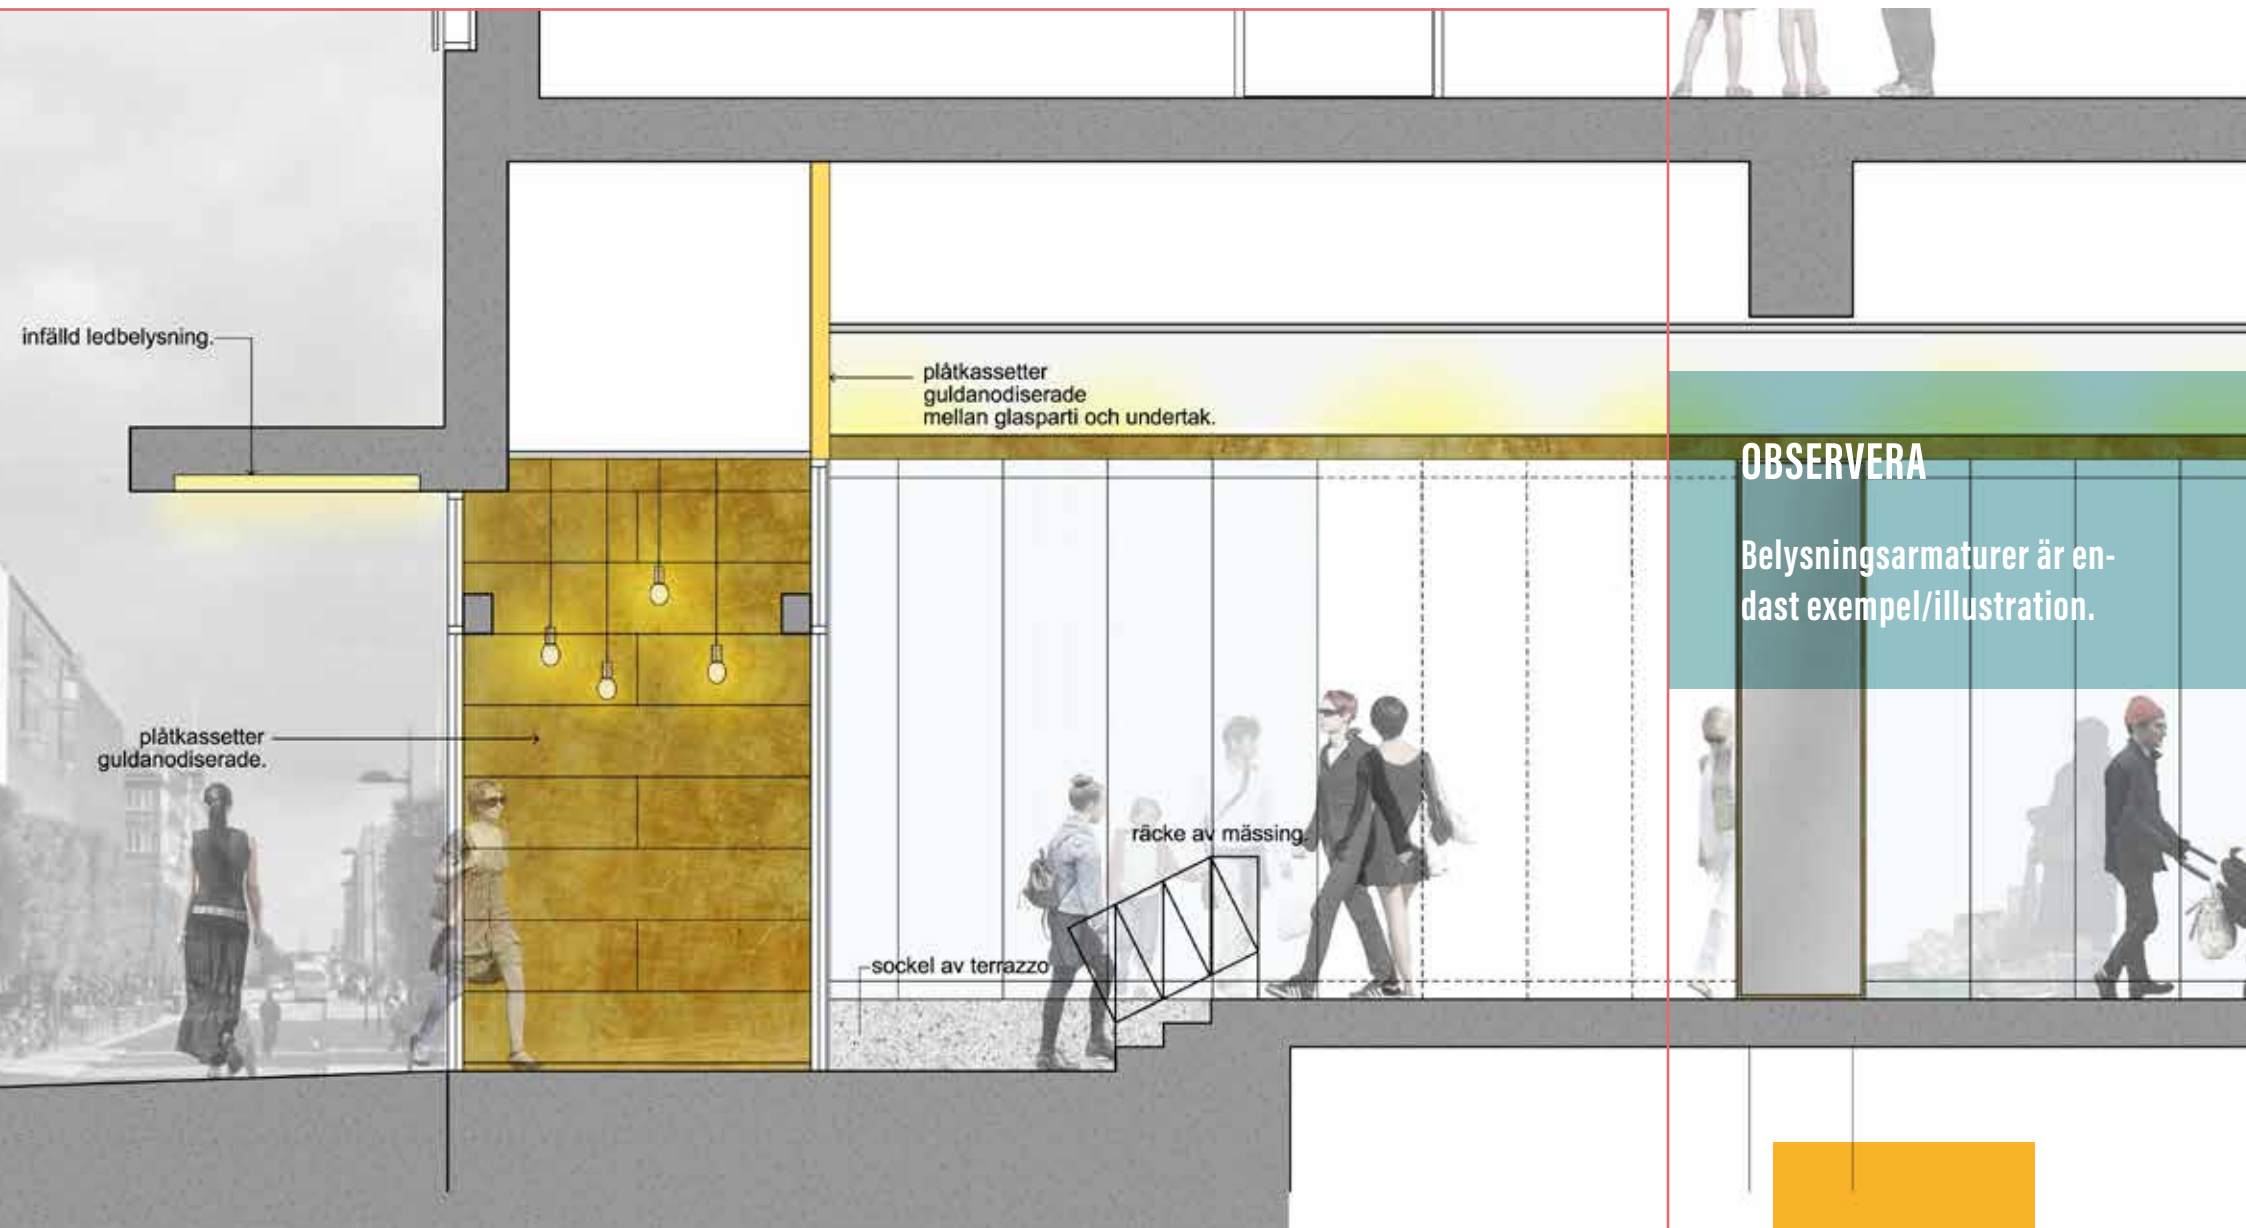 infälld ledbelysning.
plåtkassetter
guldanodiserade
mellan glasparti och undertak.
OBSERVERA
Belysningsarmaturer är en-
dast exempel/illustration.
plåtkassetter
guldanodiserade.
räcke av mässing.
sockel av terrazzo